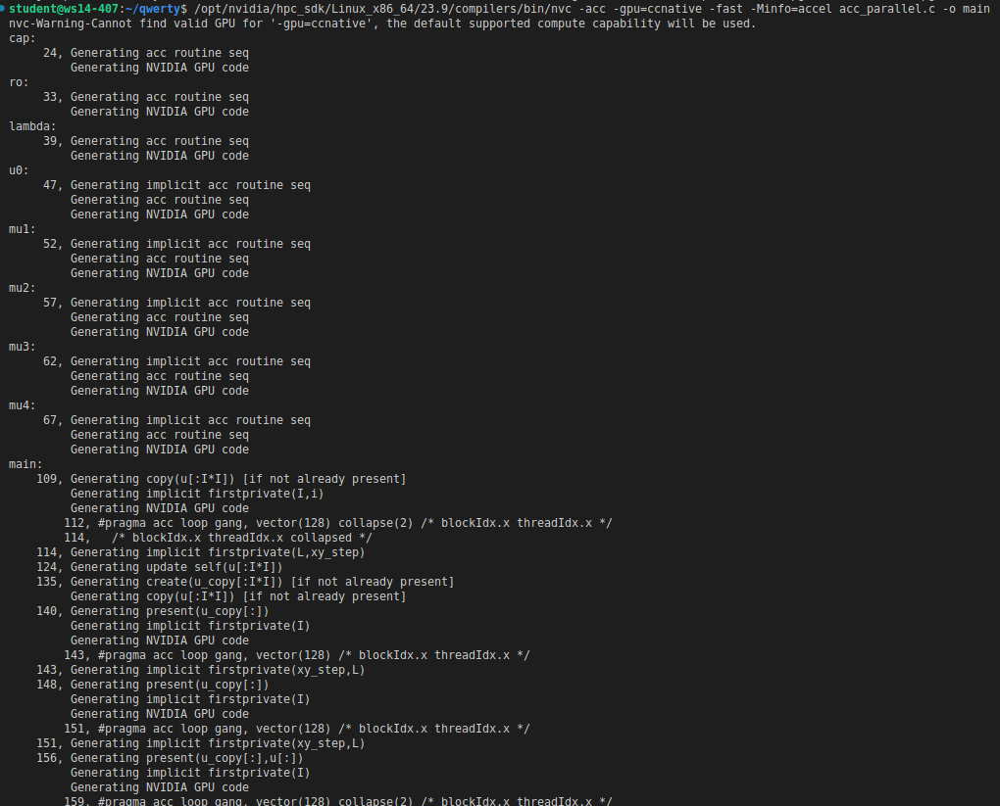 student@ws14-407:~/qwerty$ /opt/nvidia/hpc_sdk/Linux_x86_64/23.9/compilers/bin/nvc -acc -gpu=ccnative -fast -Minfo=accel acc_parallel.c -o main
nvc-Warning-Cannot find valid GPU for '-gpu=ccnative', the default supported compute capability will be used.
cap:
     24, Generating acc routine seq
         Generating NVIDIA GPU code
ro:
     33, Generating acc routine seq
         Generating NVIDIA GPU code
lambda:
     39, Generating acc routine seq
         Generating NVIDIA GPU code
u0:
     47, Generating implicit acc routine seq
         Generating acc routine seq
         Generating NVIDIA GPU code
mu1:
     52, Generating implicit acc routine seq
         Generating acc routine seq
         Generating NVIDIA GPU code
mu2:
     57, Generating implicit acc routine seq
         Generating acc routine seq
         Generating NVIDIA GPU code
mu3:
     62, Generating implicit acc routine seq
         Generating acc routine seq
         Generating NVIDIA GPU code
mu4:
     67, Generating implicit acc routine seq
         Generating acc routine seq
         Generating NVIDIA GPU code
main:
    109, Generating copy(u[:I*I]) [if not already present]
         Generating implicit firstprivate(I,i)
         Generating NVIDIA GPU code
        112, #pragma acc loop gang, vector(128) collapse(2) /* blockIdx.x threadIdx.x */
        114,   /* blockIdx.x threadIdx.x collapsed */
    114, Generating implicit firstprivate(L,xy_step)
    124, Generating update self(u[:I*I])
    135, Generating create(u_copy[:I*I]) [if not already present]
         Generating copy(u[:I*I]) [if not already present]
    140, Generating present(u_copy[:])
         Generating implicit firstprivate(I)
         Generating NVIDIA GPU code
        143, #pragma acc loop gang, vector(128) /* blockIdx.x threadIdx.x */
    143, Generating implicit firstprivate(xy_step,L)
    148, Generating present(u_copy[:])
         Generating implicit firstprivate(I)
         Generating NVIDIA GPU code
        151, #pragma acc loop gang, vector(128) /* blockIdx.x threadIdx.x */
    151, Generating implicit firstprivate(xy_step,L)
    156, Generating present(u_copy[:],u[:])
         Generating implicit firstprivate(I)
         Generating NVIDIA GPU code
        159, #pragma acc loop gang, vector(128) collapse(2) /* blockIdx.x threadIdx.x */